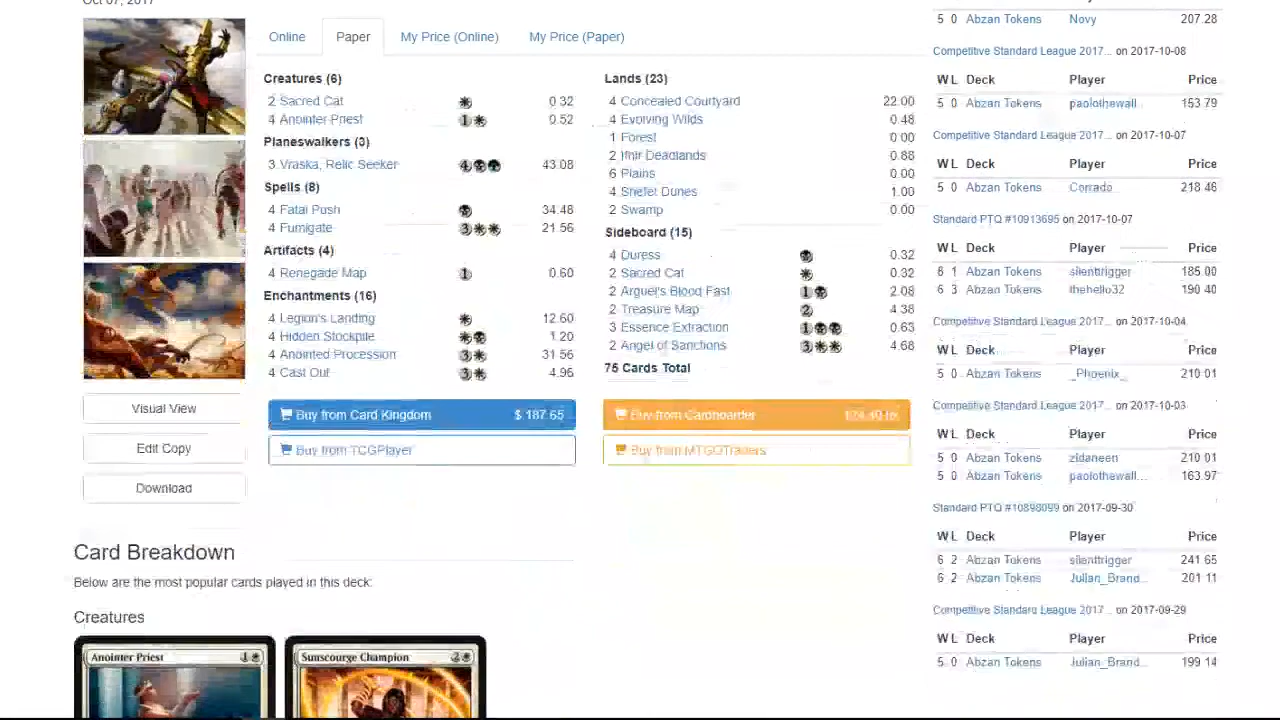 Oct 07, 2017
Online Paper My Price (Online) My Price (Paper)
Creatures (6)
2 Sacred Cat 0.32
4 Anointer Priest 1 0.52
Planeswalkers (3)
3 Vraska, Relic Seeker 4 43.08
Spells (8)
4 Fatal Push 34.48
4 Fumigate 3 21.56
Artifacts (4)
4 Renegade Map 1 0.60
Enchantments (16)
4 Legion's Landing 12.60
4 Hidden Stockpile 1.20
4 Anointed Procession 3 31.56
4 Cast Out 3 4.96
Lands (23)
4 Concealed Courtyard 22.00
4 Evolving Wilds 0.48
1 Forest 0.00
2 Ifnir Deadlands 0.88
6 Plains 0.00
4 Shefet Dunes 1.00
2 Swamp 0.00
Sideboard (15)
4 Duress 0.32
2 Sacred Cat 0.32
2 Arguel's Blood Fast 1 2.08
2 Treasure Map 2 4.38
3 Essence Extraction 1 0.63
2 Angel of Sanctions 3 4.68
75 Cards Total
Buy from Card Kingdom $ 187.65
Buy from TCGPlayer
Buy from Cardhoarder
Buy from MTGOTraders
Visual View
Edit Copy
Download
Card Breakdown
Below are the most popular cards played in this deck:
Creatures
Anointer Priest 1
Sunscourge Champion 2
5 0 Abzan Tokens Novy 207.28
Competitive Standard League 2017... on 2017-10-08
W L Deck Player Price
5 0 Abzan Tokens paolothewall... 153.79
Competitive Standard League 2017... on 2017-10-07
W L Deck Player Price
5 0 Abzan Tokens Corrado 218.46
Standard PTQ #10913695 on 2017-10-07
W L Deck Player Price
6 1 Abzan Tokens silenttrigger 185.00
6 3 Abzan Tokens thehello32 190.40
Competitive Standard League 2017... on 2017-10-04
W L Deck Player Price
5 0 Abzan Tokens _Phoenix_ 210.01
Competitive Standard League 2017... on 2017-10-03
W L Deck Player Price
5 0 Abzan Tokens zidaneen 210.01
5 0 Abzan Tokens paolothewall... 163.97
Standard PTQ #10898099 on 2017-09-30
W L Deck Player Price
6 2 Abzan Tokens silenttrigger 241.65
6 2 Abzan Tokens Julian_Brand... 201.11
Competitive Standard League 2017... on 2017-09-29
W L Deck Player Price
5 0 Abzan Tokens Julian_Brand... 199.14